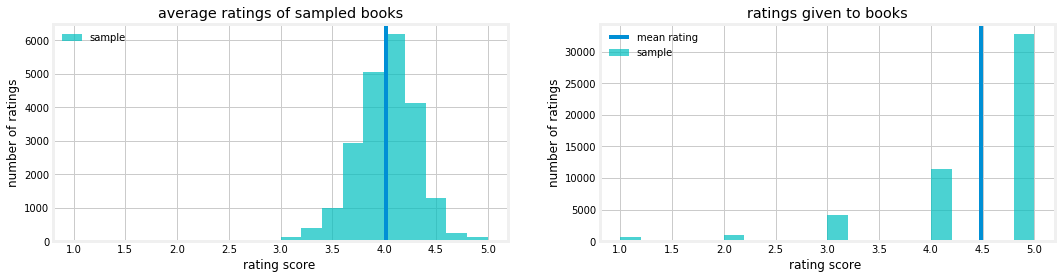 average ratings of sampled books
number of ratings
6000
5000
4000
3000
2000
1000
0
sample
1.0 1.5 2.0 2.5 3.0 3.5 4.0 4.5 5.0
rating score
ratings given to books
number of ratings
30000
25000
20000
15000
10000
5000
0
mean rating
sample
1.0 1.5 2.0 2.5 3.0 3.5 4.0 4.5 5.0
rating score